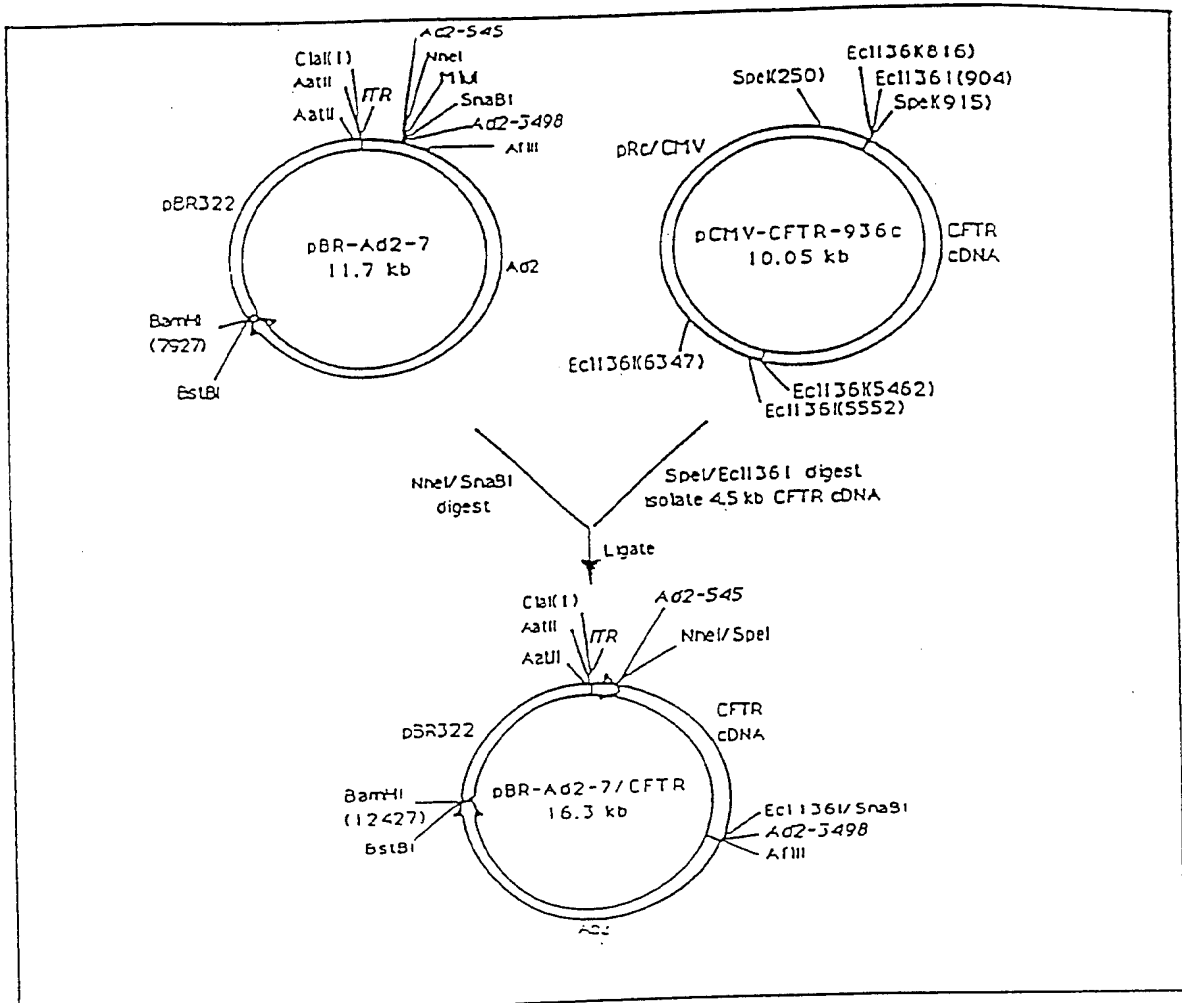 Ad2-545
ClaI(1)
NheI
AatII
ITR
MluI
SnaBI
AatII
Ad2-3498
AflII
pBR322
pBR-Ad2-7
11.7 kb
Ad2
BamHI
(7927)
BstBI
Ecl136I(816)
SpeI(250)
Ecl136I(904)
SpeI(915)
pRc/CMV
pCMV-CFTR-936c
10.05 kb
CFTR
cDNA
Ecl136I(6347)
Ecl136I(5462)
Ecl136I(5552)
NheI/SnaBI
digest
SpeI/Ecl136I digest
isolate 4.5 kb CFTR cDNA
Ligate
ClaI(1)
Ad2-545
AatII
ITR
NheI/SpeI
AatII
pBR322
CFTR
cDNA
pBR-Ad2-7/CFTR
16.3 kb
BamHI
(12427)
BstBI
Ecl136I/SnaBI
Ad2-3498
AflII